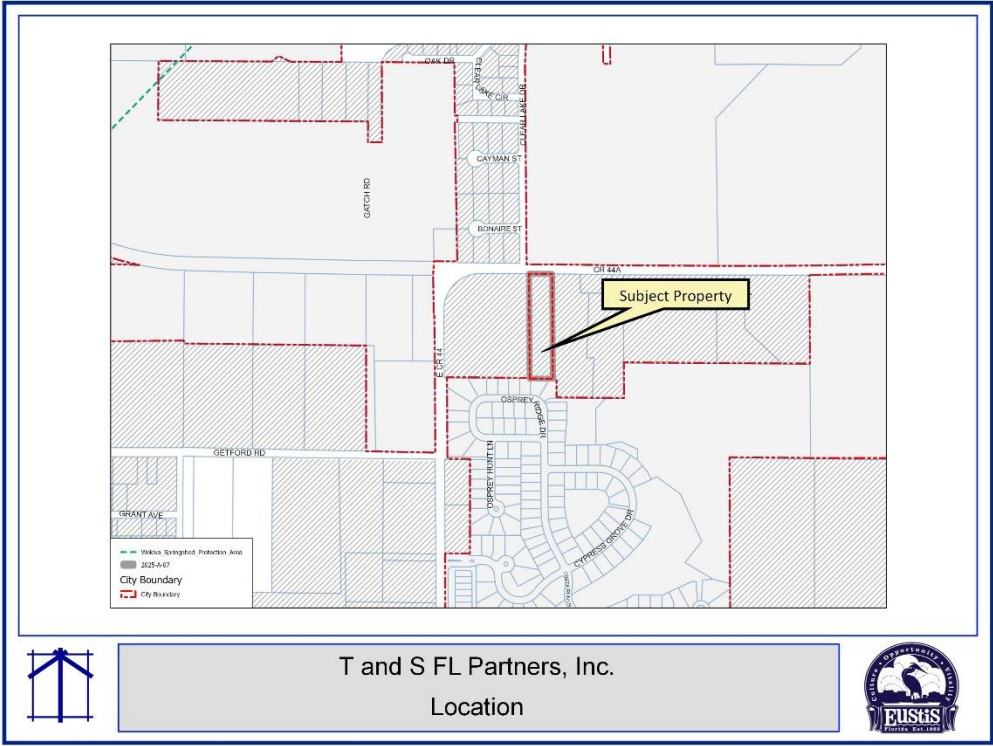 OAK DR
CLEAR LAKE CIR
CLEAR LAKE DR
CAYMAN ST
GATCH RD
BONAIRE ST
CR 44A
Subject Property
E CR 44
OSPREY RIDGE DR
OSPREY HUNT LN
GETFORD RD
GRANT AVE
CYPRESS GROVE DR
Wekiva_Springshed_Protection_Area
2025-A-07
City Boundary
City Boundary
T and S FL Partners, Inc.
Location
Culture • Opportunity • Vitality
EUSTIS
Florida Est. 1883